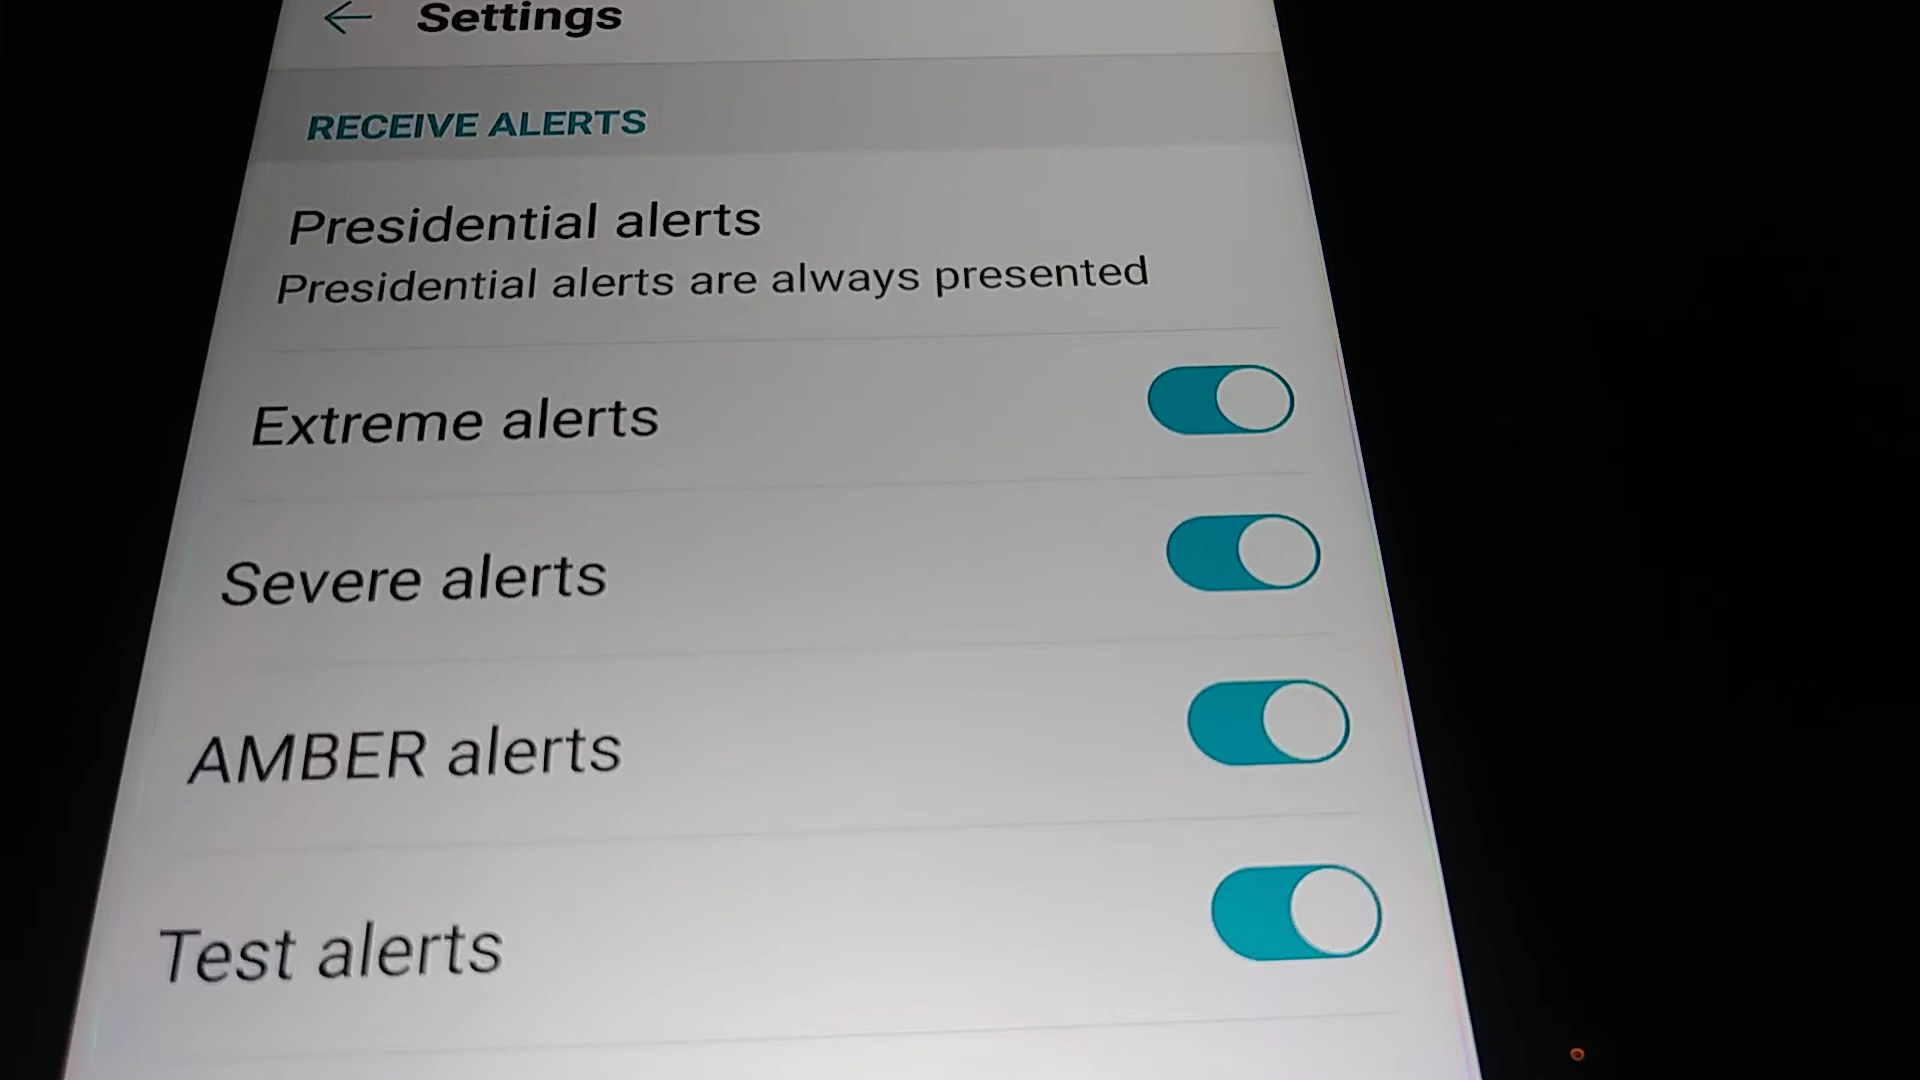 Settings
RECEIVE ALERTS
Presidential alerts
Presidential alerts are always presented
Extreme alerts
Severe alerts
AMBER alerts
Test alerts